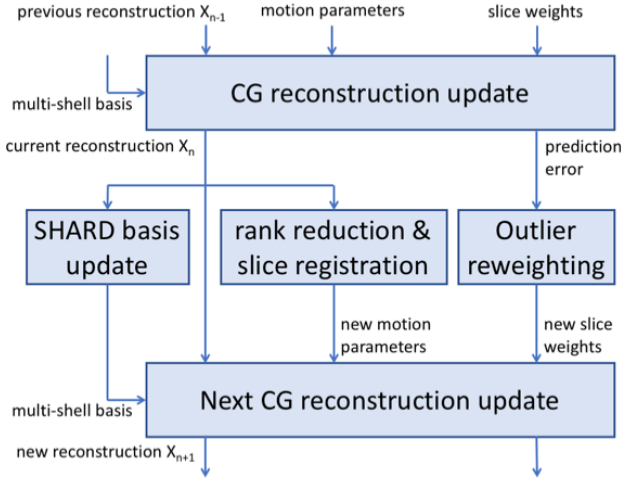 previous reconstruction Xn-1
motion parameters
slice weights
multi-shell basis
CG reconstruction update
current reconstruction Xn
prediction
error
SHARD basis
update
rank reduction &
slice registration
Outlier
reweighting
new motion
parameters
new slice
weights
multi-shell basis
Next CG reconstruction update
new reconstruction Xn+1